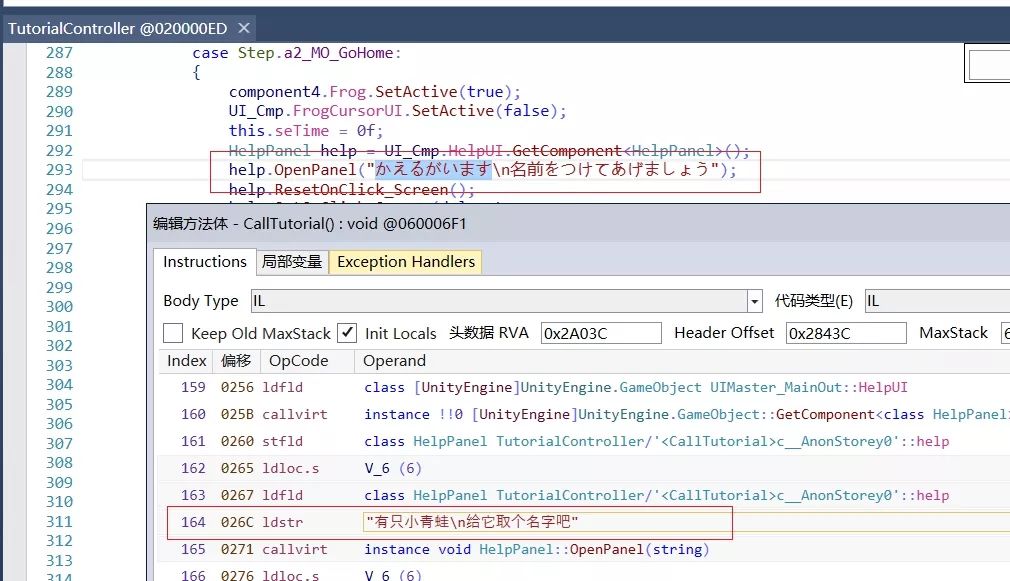 TutorialController @020000ED ✕
287 case Step.a2_MO_GoHome:
288 {
289 component4.Frog.SetActive(true);
290 UI_Cmp.FrogCursorUI.SetActive(false);
291 this.seTime = 0f;
292 HelpPanel help = UI_Cmp.HelpUI.GetComponent<HelpPanel>();
293 help.OpenPanel("かえるがいます\n名前をつけてあげましょう");
294 help.ResetOnClick_Screen();
295
296
297
298
299
300
301
302
303
304
305
306
307
308
309
310
311
312
313
314
编辑方法体 - CallTutorial() : void @060006F1
Instructions 局部变量 Exception Handlers
Body Type IL 代码类型(E) IL
Keep Old MaxStack Init Locals 头数据 RVA 0x2A03C Header Offset 0x2843C MaxStack
Index 偏移 OpCode Operand
159 0256 ldfld class [UnityEngine]UnityEngine.GameObject UIMaster_MainOut::HelpUI
160 025B callvirt instance !!0 [UnityEngine]UnityEngine.GameObject::GetComponent<class HelpPanel
161 0260 stfld class HelpPanel TutorialController/'<CallTutorial>c__AnonStorey0'::help
162 0265 ldloc.s V_6 (6)
163 0267 ldfld class HelpPanel TutorialController/'<CallTutorial>c__AnonStorey0'::help
164 026C ldstr "有只小青蛙\n给它取个名字吧"
165 0271 callvirt instance void HelpPanel::OpenPanel(string)
166 0276 ldloc.s V_6 (6)